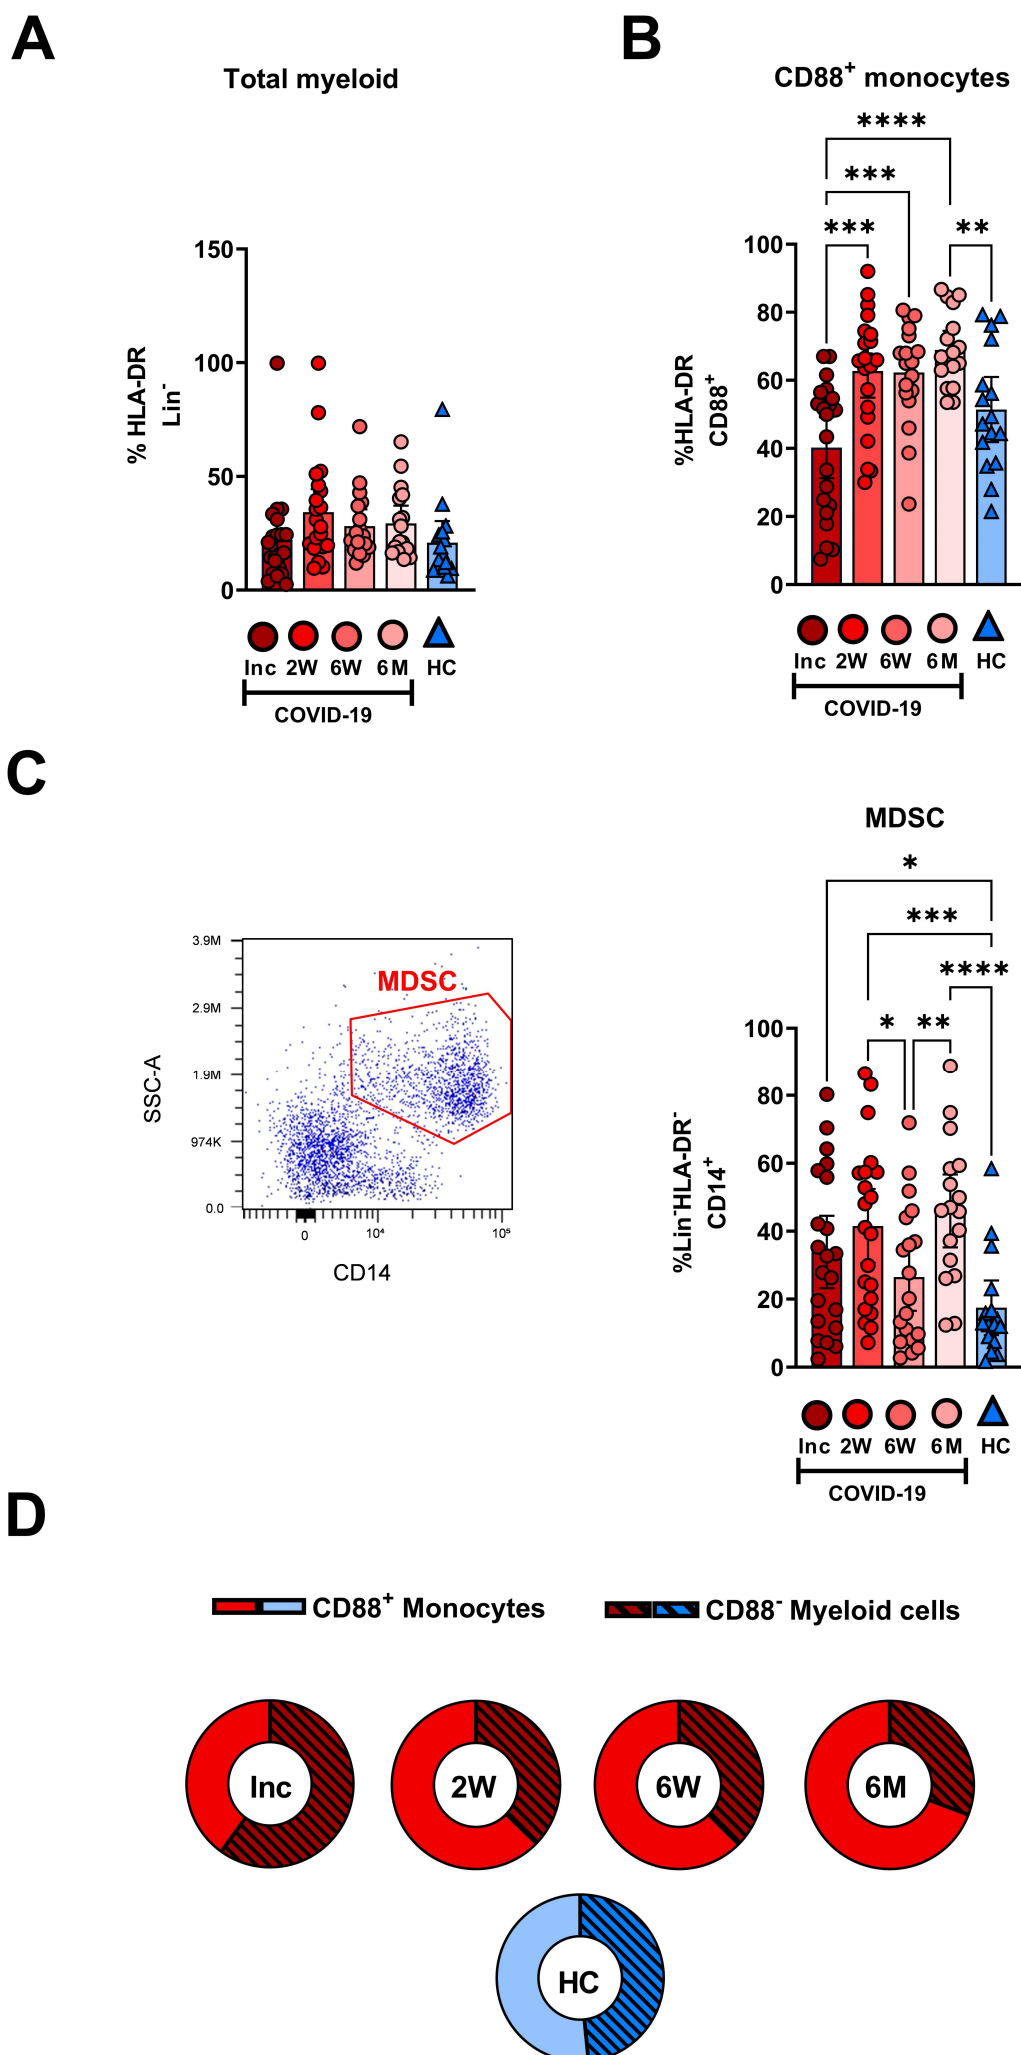 A
Total myeloid
% HLA-DR
Lin⁻
150
100
50
0
Inc 2W 6W 6M HC
COVID-19
B
CD88⁺ monocytes
****
***
*** **
%HLA-DR
CD88⁺
100
80
60
40
20
0
Inc 2W 6W 6M HC
COVID-19
C
SSC-A
3.9M
2.9M
1.9M
974K
0.0
MDSC
0 10⁴ 10⁵
CD14
MDSC
*
***
****
* **
%Lin⁻HLA-DR⁻
CD14⁺
100
80
60
40
20
0
Inc 2W 6W 6M HC
COVID-19
D
CD88⁺ Monocytes CD88⁻ Myeloid cells
Inc 2W 6W 6M
HC